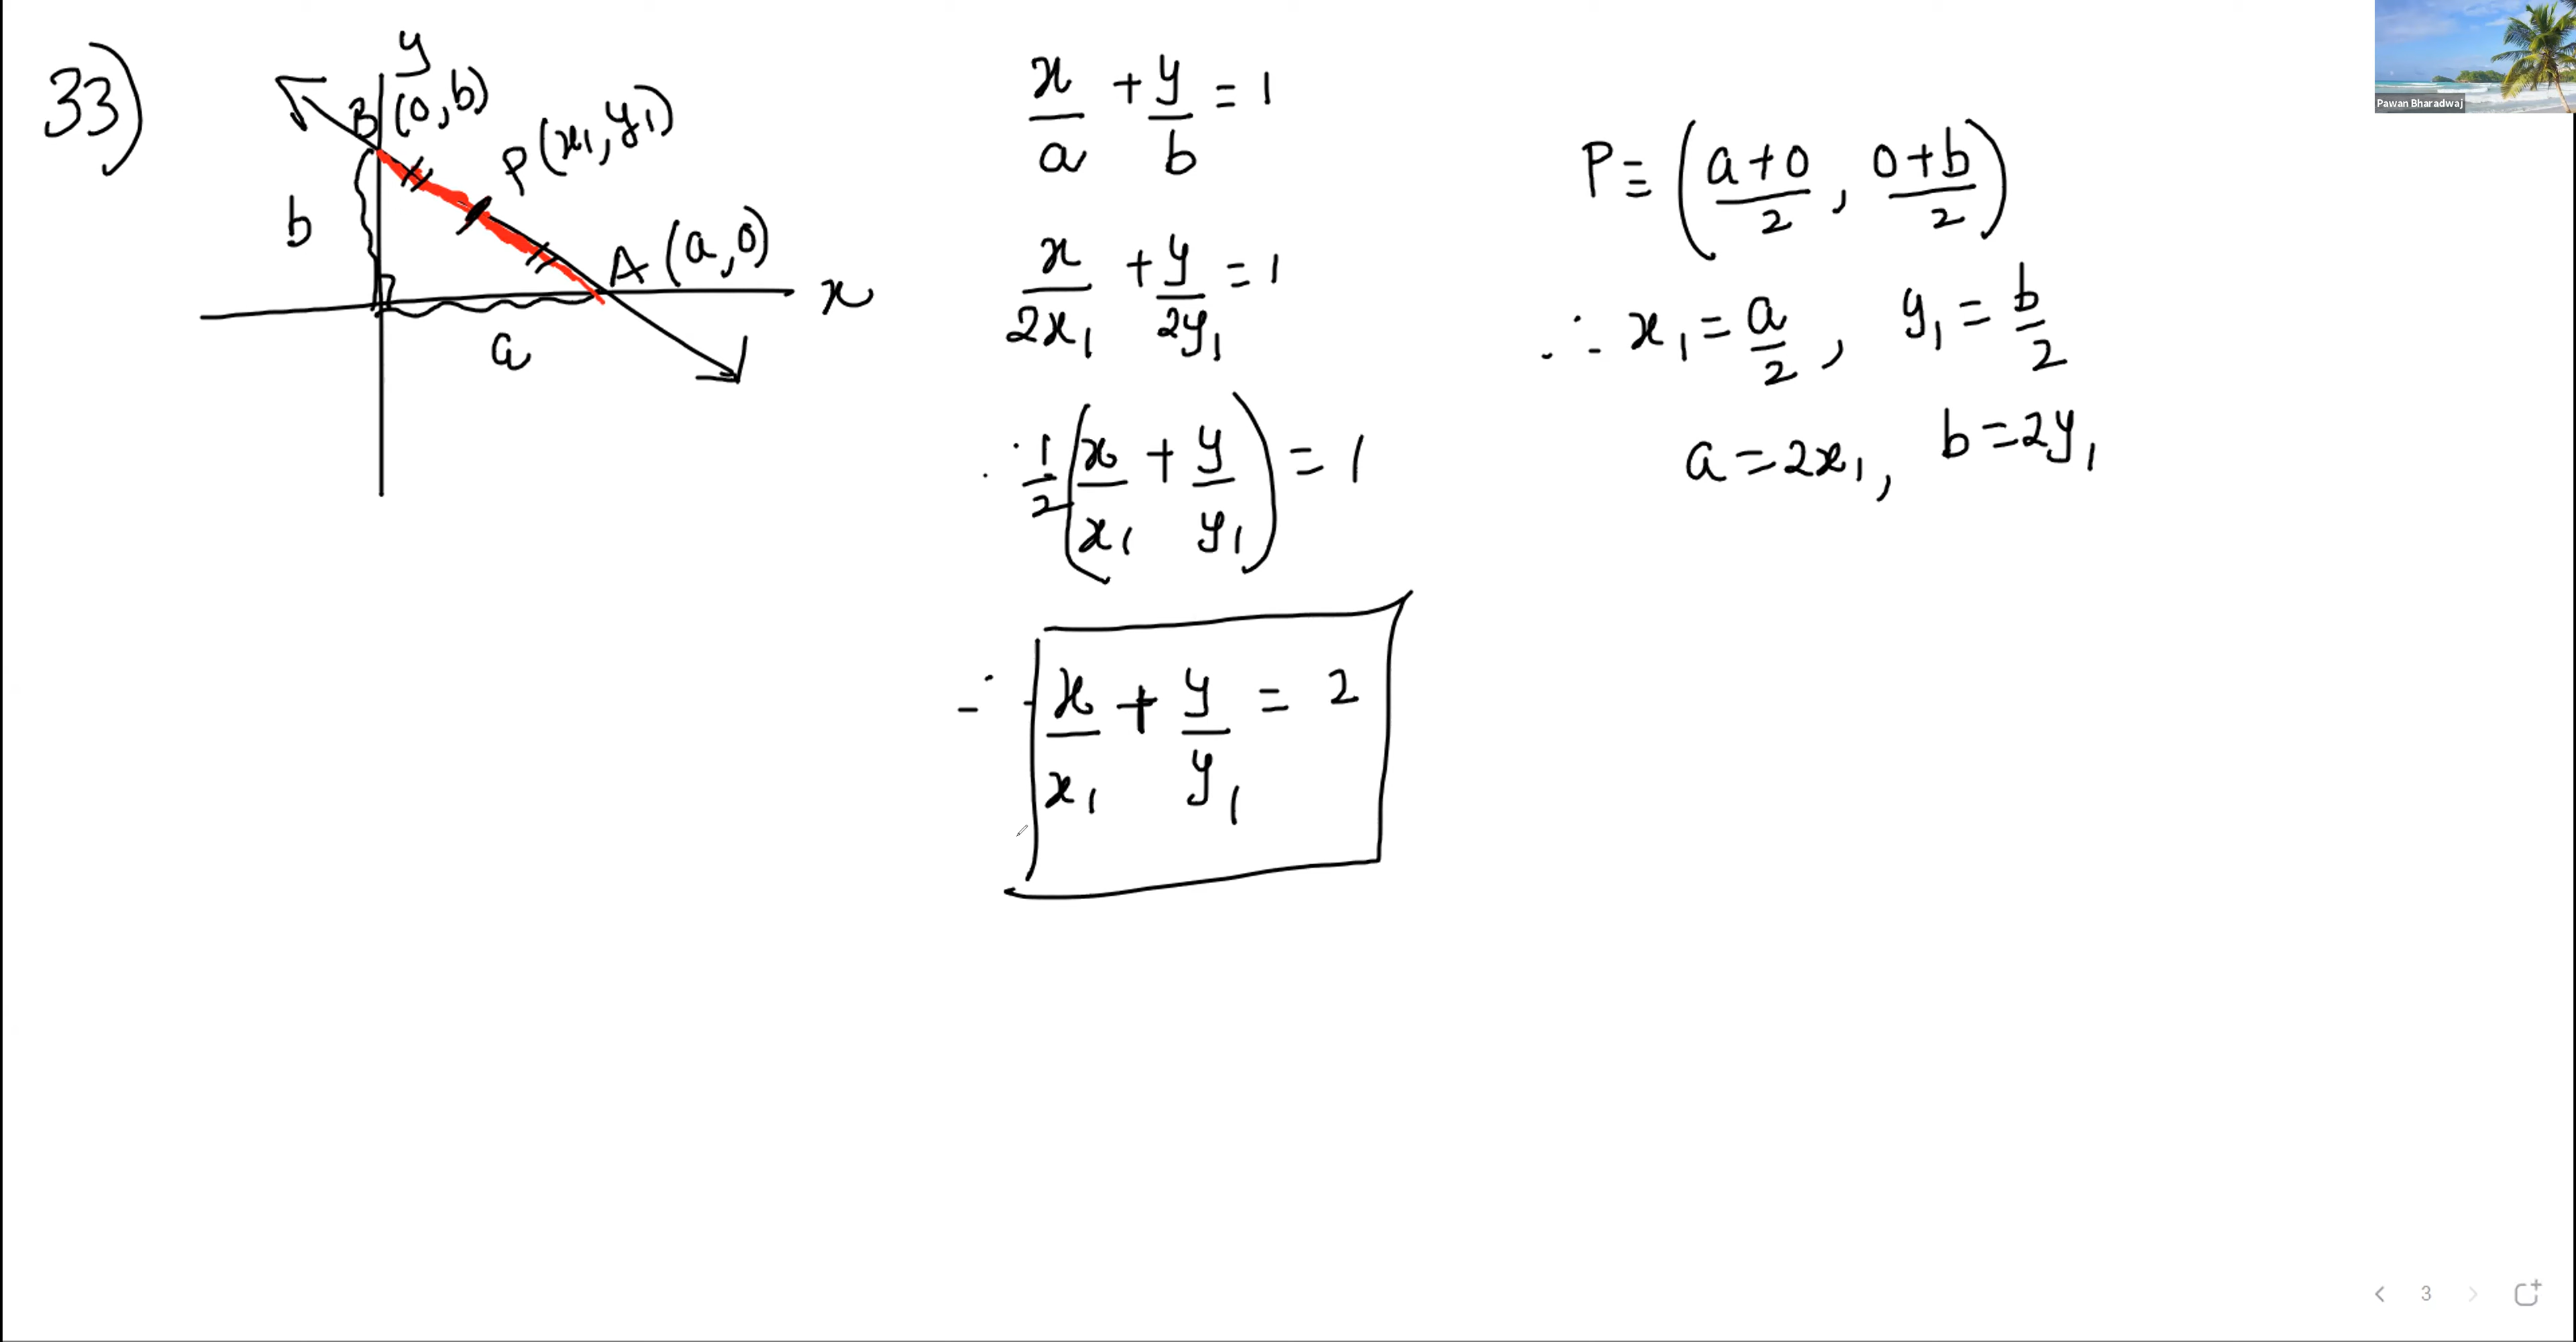 33)
y
B (0, b)
P(x₁, y₁)
b
A (a, 0)
x
a
x/a + y/b = 1
x/2x₁ + y/2y₁ = 1
∴ 1/2 (x/x₁ + y/y₁) = 1
∴ x/x₁ + y/y₁ = 2
P ≡ ((a+0)/2, (0+b)/2)
∴ x₁ = a/2, y₁ = b/2
a = 2x₁, b = 2y₁
Pawan Bharadwaj
3